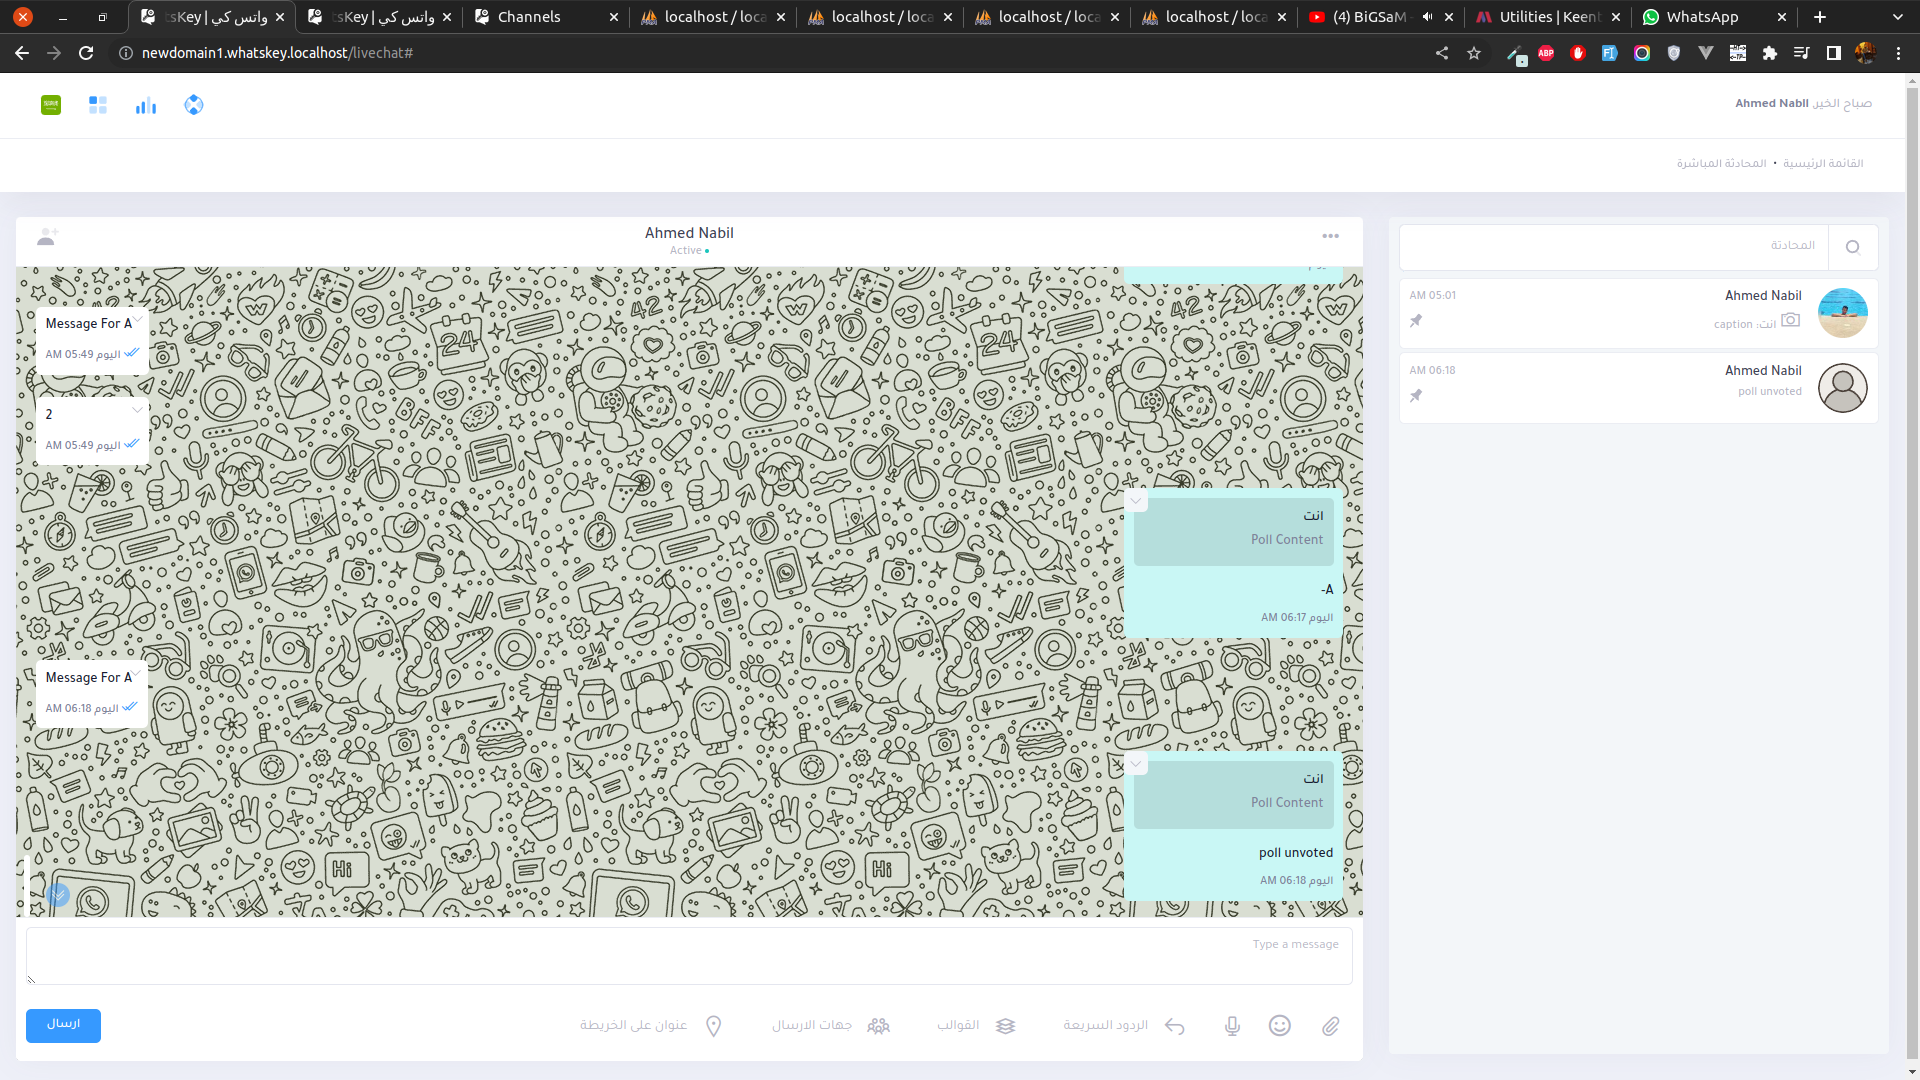 واتس كي | tsKey
واتس كي | tsKey
Channels
localhost / loca
localhost / loca
localhost / loca
localhost / loca
(4) BiGSaM -
Utilities | Keent
WhatsApp
newdomain1.whatskey.localhost/livechat#
صباح الخير, Ahmed Nabil
القائمة الرئيسية • المحادثة المباشرة
Ahmed Nabil
Active
المحادثة
Ahmed Nabil
AM 05:01
انت: caption
Ahmed Nabil
AM 06:18
poll unvoted
Message For A
اليوم 05:49 AM
2
اليوم 05:49 AM
انت
Poll Content
-A
اليوم 06:17 AM
Message For A
اليوم 06:18 AM
انت
Poll Content
poll unvoted
اليوم 06:18 AM
Type a message
الردود السريعة
القوالب
جهات الارسال
عنوان على الخريطة
ارسال